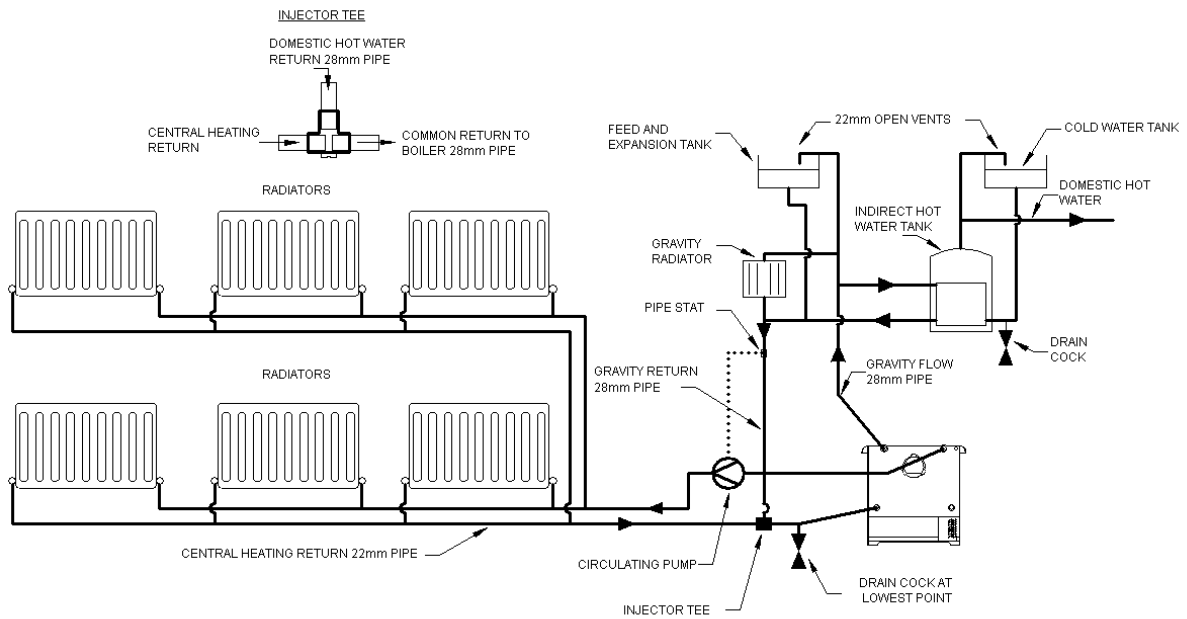 INJECTOR TEE
DOMESTIC HOT WATER
RETURN 28mm PIPE
CENTRAL HEATING
RETURN
COMMON RETURN TO
BOILER 28mm PIPE
RADIATORS
FEED AND
EXPANSION TANK
22mm OPEN VENTS
COLD WATER TANK
DOMESTIC HOT
WATER
INDIRECT HOT
WATER TANK
GRAVITY
RADIATOR
PIPE STAT
DRAIN
COCK
RADIATORS
GRAVITY RETURN
28mm PIPE
GRAVITY FLOW
28mm PIPE
CENTRAL HEATING RETURN 22mm PIPE
CIRCULATING PUMP
INJECTOR TEE
DRAIN COCK AT
LOWEST POINT